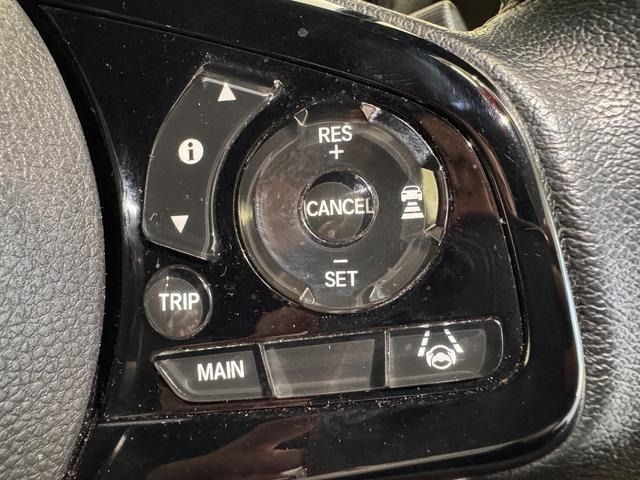 i
RES
+
CANCEL
-
SET
TRIP
MAIN